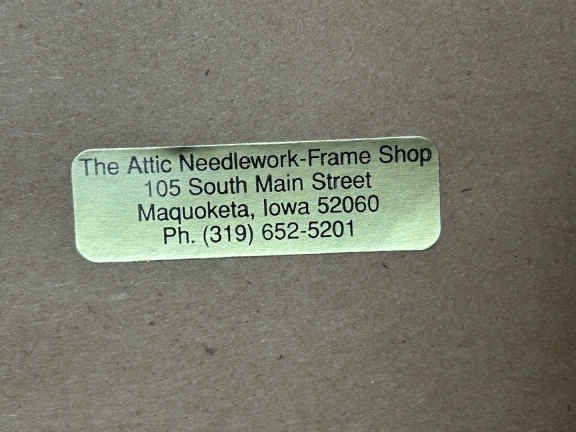 The Attic Needlework-Frame Shop
105 South Main Street
Maquoketa, Iowa 52060
Ph. (319) 652-5201